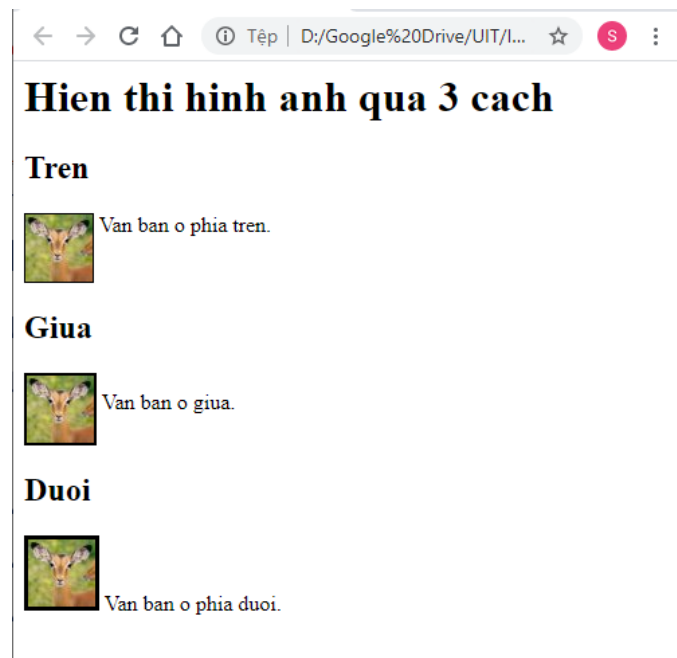 Tệp D:/Google%20Drive/UIT/I... S
Hien thi hinh anh qua 3 cach
Tren
Van ban o phia tren.
Giua
Van ban o giua.
Duoi
Van ban o phia duoi.